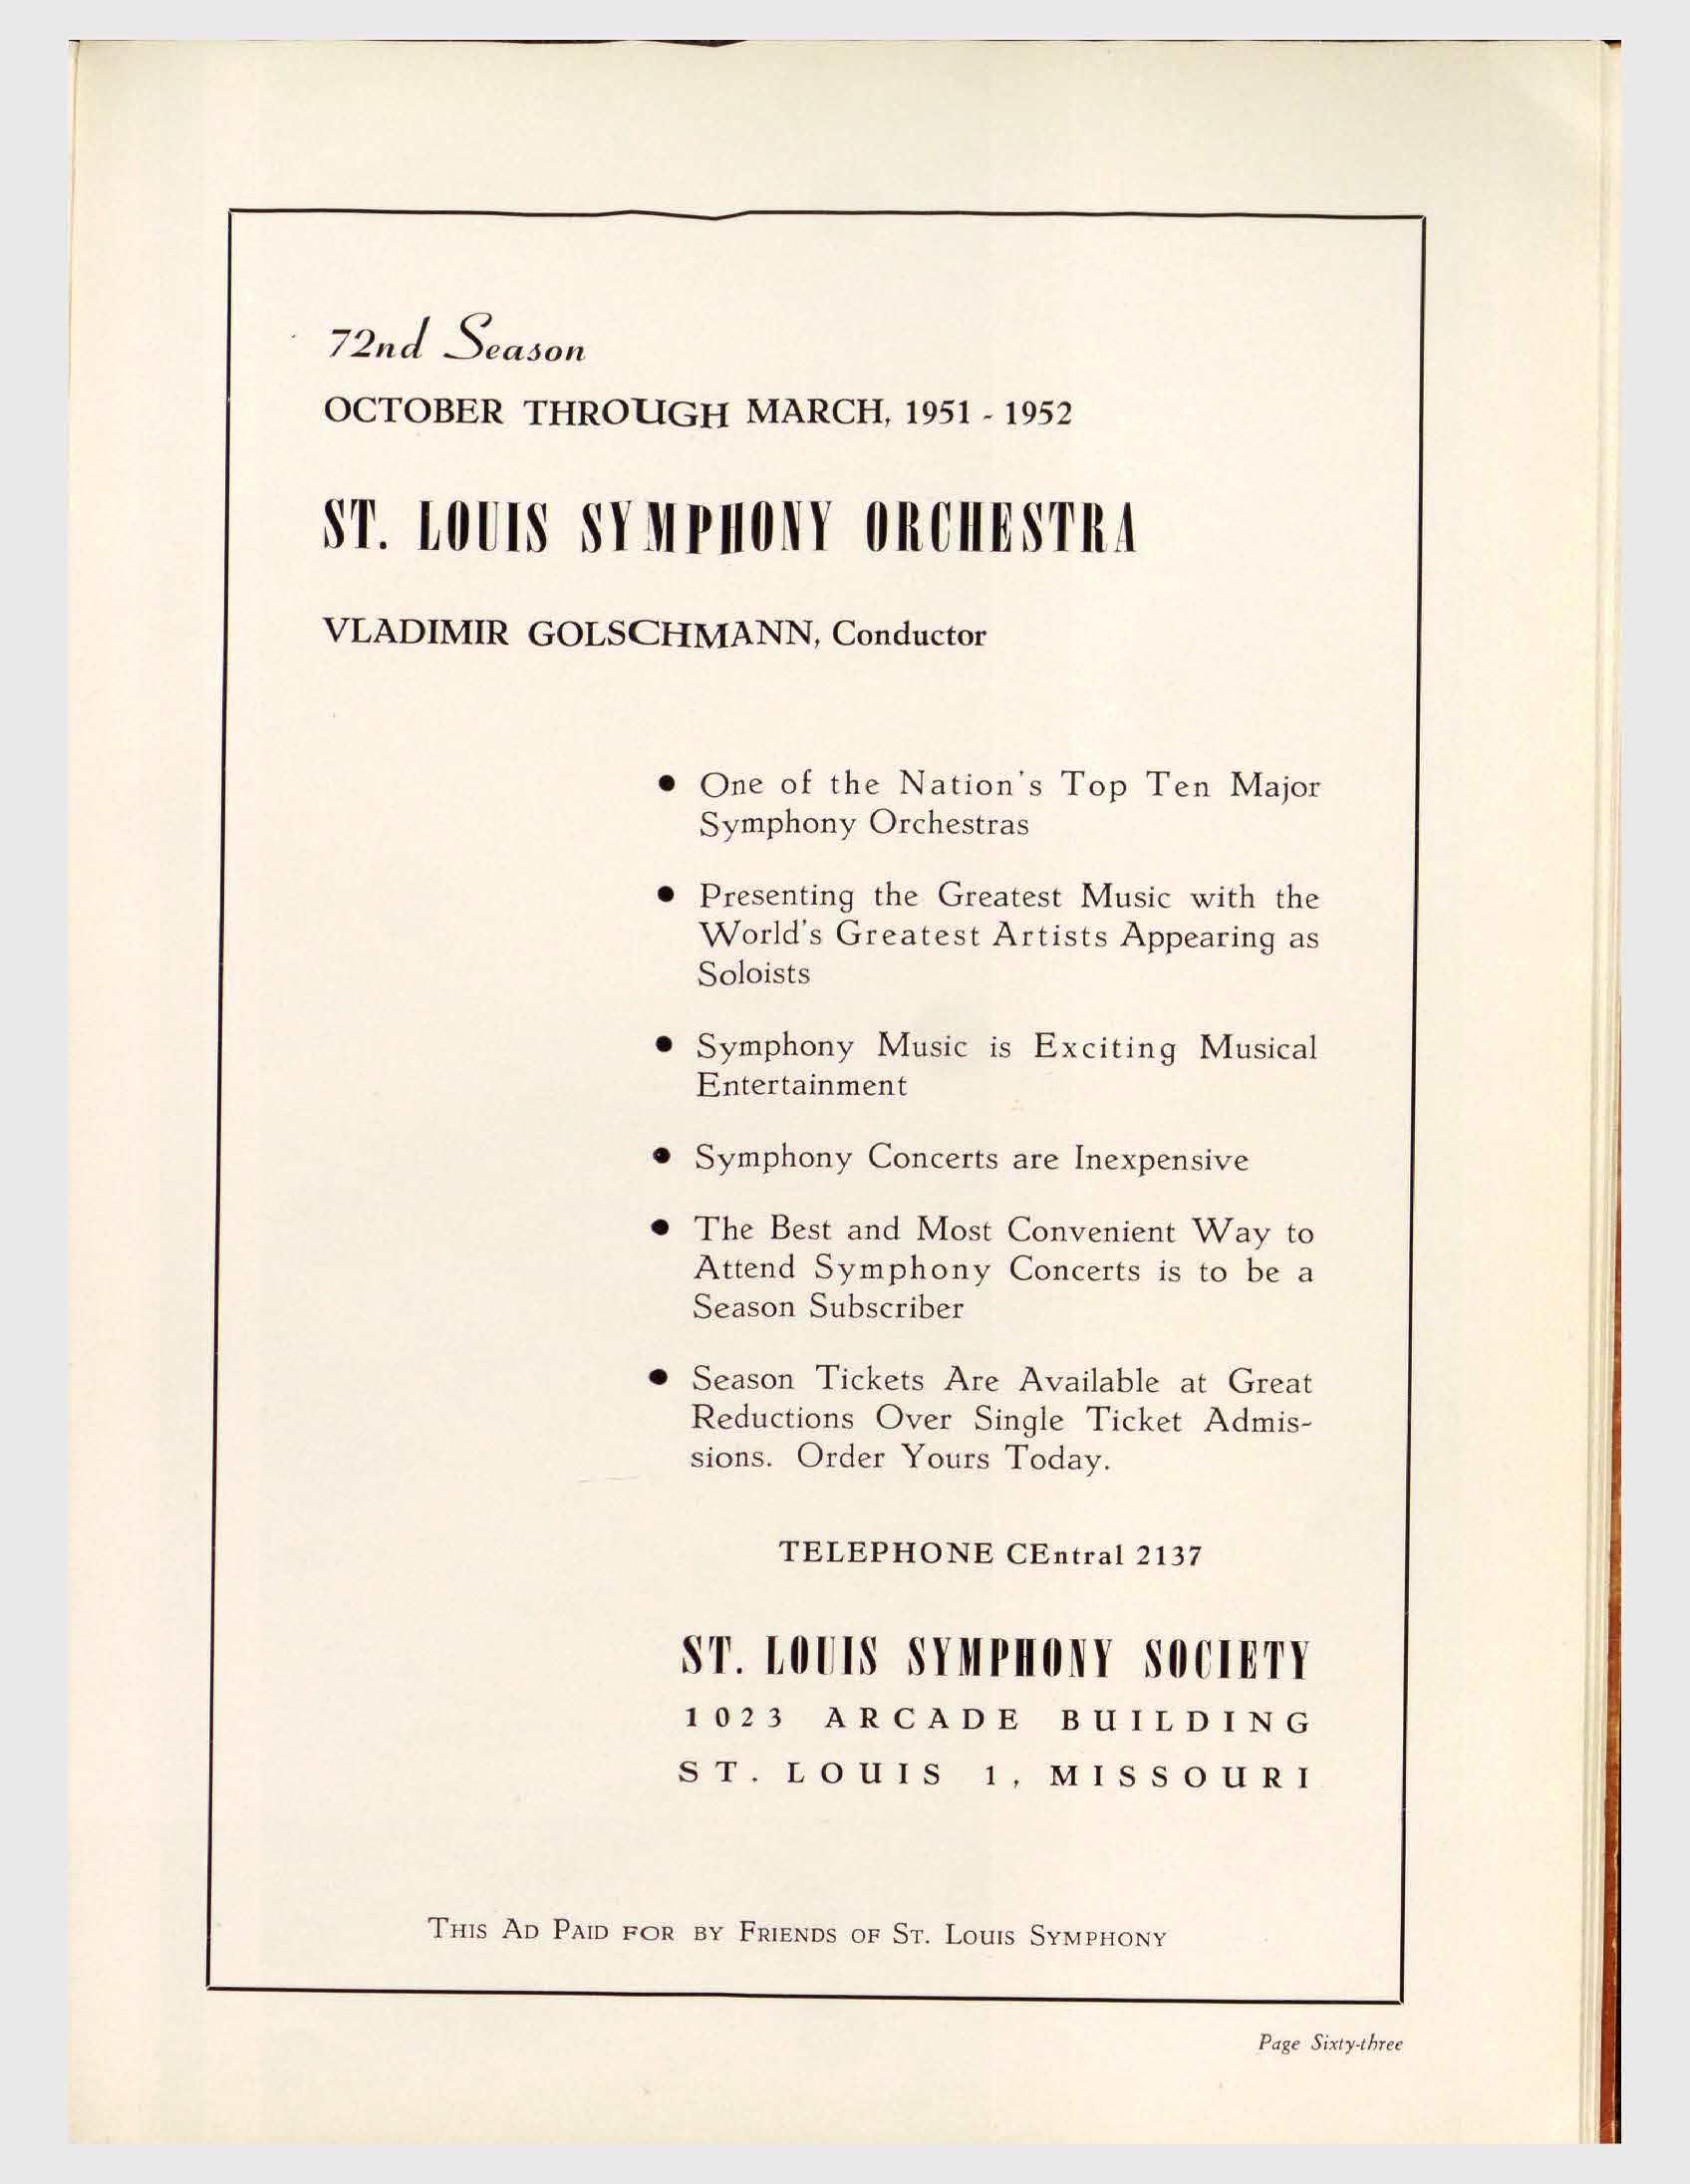 72nd Season
OCTOBER THROUGH MARCH, 1951 - 1952
ST. LOUIS SYMPHONY ORCHESTRA
VLADIMIR GOLSCHMANN, Conductor
● One of the Nation's Top Ten Major
Symphony Orchestras
● Presenting the Greatest Music with the
World's Greatest Artists Appearing as
Soloists
● Symphony Music is Exciting Musical
Entertainment
● Symphony Concerts are Inexpensive
● The Best and Most Convenient Way to
Attend Symphony Concerts is to be a
Season Subscriber
● Season Tickets Are Available at Great
Reductions Over Single Ticket Admis-
sions. Order Yours Today.
TELEPHONE CEntral 2137
ST. LOUIS SYMPHONY SOCIETY
1023 ARCADE BUILDING
ST. LOUIS 1, MISSOURI
THIS AD PAID FOR BY FRIENDS OF ST. LOUIS SYMPHONY
Page Sixty-three